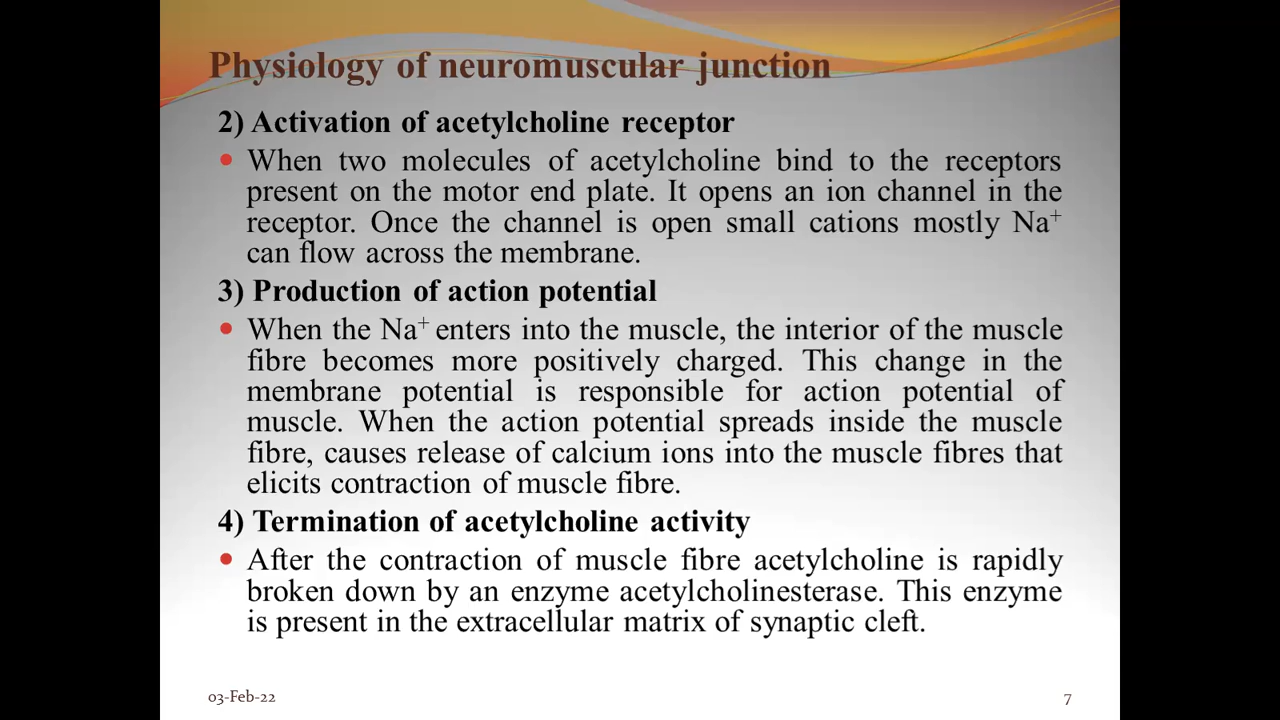 Physiology of neuromuscular junction
2) Activation of acetylcholine receptor
• When two molecules of acetylcholine bind to the receptors
present on the motor end plate. It opens an ion channel in the
receptor. Once the channel is open small cations mostly Na⁺
can flow across the membrane.
3) Production of action potential
• When the Na⁺ enters into the muscle, the interior of the muscle
fibre becomes more positively charged. This change in the
membrane potential is responsible for action potential of
muscle. When the action potential spreads inside the muscle
fibre, causes release of calcium ions into the muscle fibres that
elicits contraction of muscle fibre.
4) Termination of acetylcholine activity
• After the contraction of muscle fibre acetylcholine is rapidly
broken down by an enzyme acetylcholinesterase. This enzyme
is present in the extracellular matrix of synaptic cleft.
03-Feb-22
7